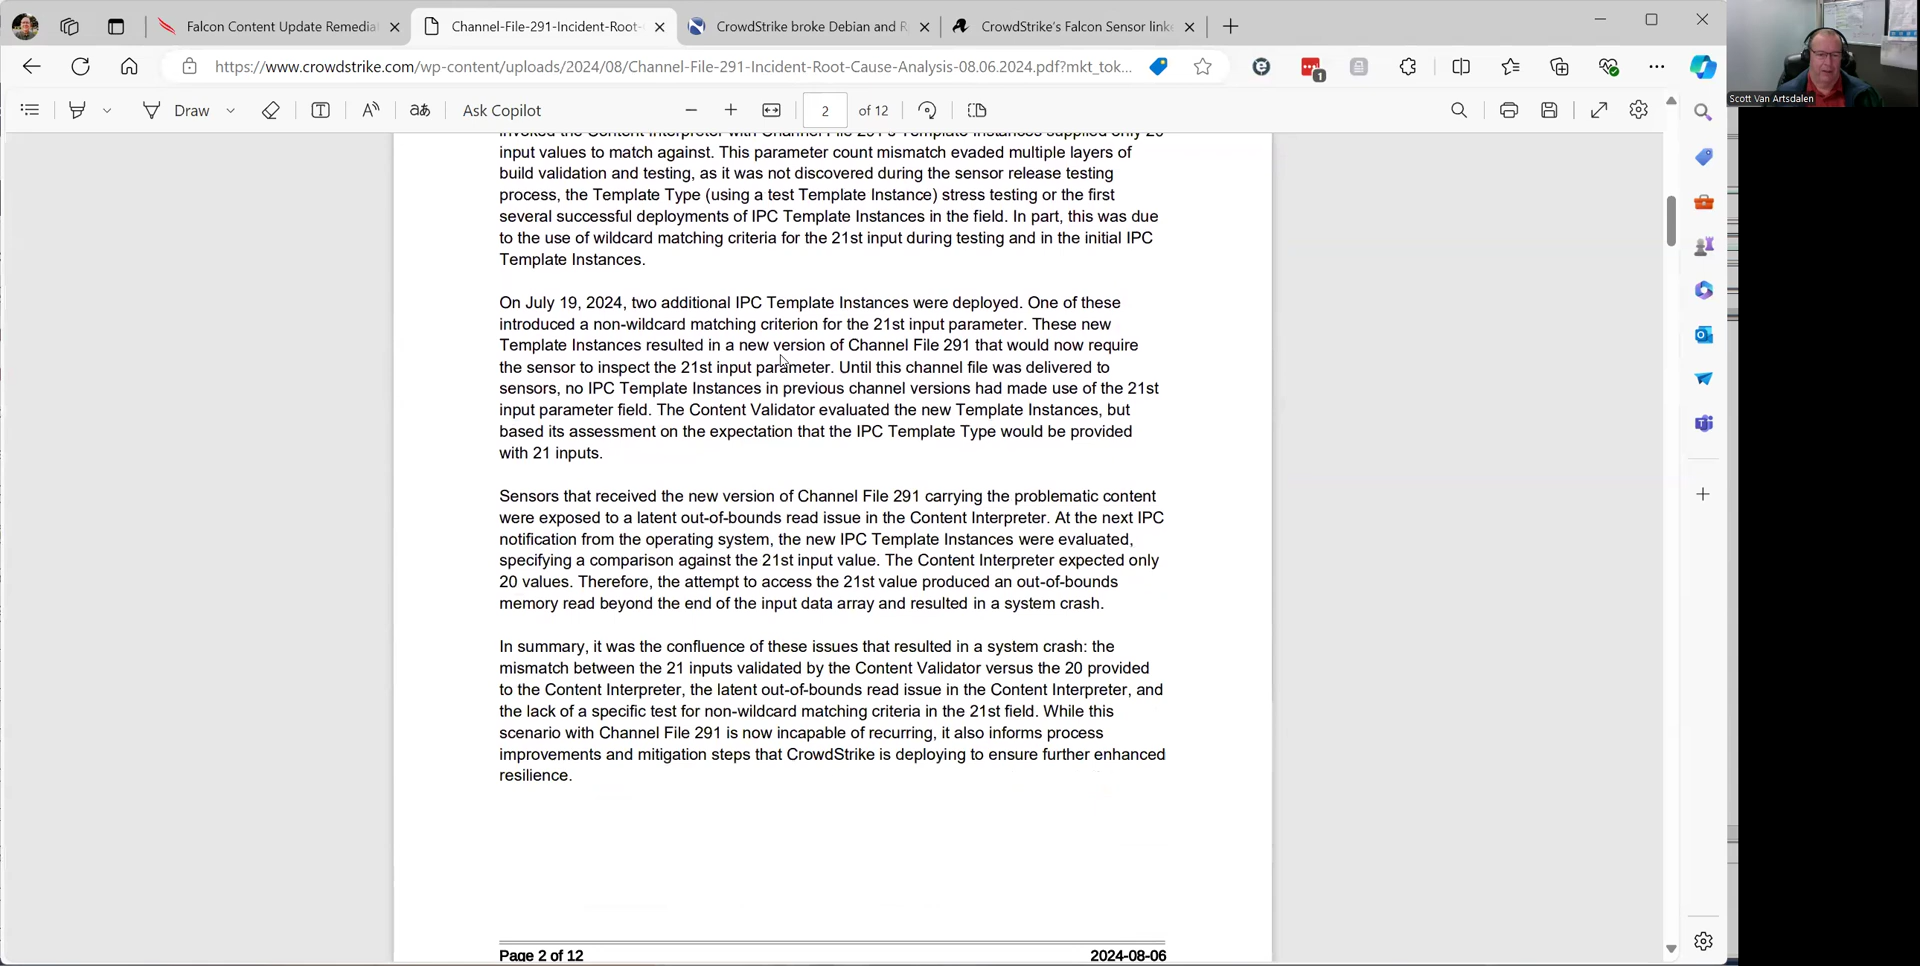 Falcon Content Update Remedia
Channel-File-291-Incident-Root-
CrowdStrike broke Debian and R
CrowdStrike's Falcon Sensor link
https://www.crowdstrike.com/wp-content/uploads/2024/08/Channel-File-291-Incident-Root-Cause-Analysis-08.06.2024.pdf?mkt_tok...
1
Draw
aあ
Ask Copilot
2
of 12
Scott Van Artsdalen
invoked the Content Interpreter with Channel File 291's Template Instances supplied only 20
input values to match against. This parameter count mismatch evaded multiple layers of
build validation and testing, as it was not discovered during the sensor release testing
process, the Template Type (using a test Template Instance) stress testing or the first
several successful deployments of IPC Template Instances in the field. In part, this was due
to the use of wildcard matching criteria for the 21st input during testing and in the initial IPC
Template Instances.
On July 19, 2024, two additional IPC Template Instances were deployed. One of these
introduced a non-wildcard matching criterion for the 21st input parameter. These new
Template Instances resulted in a new version of Channel File 291 that would now require
the sensor to inspect the 21st input parameter. Until this channel file was delivered to
sensors, no IPC Template Instances in previous channel versions had made use of the 21st
input parameter field. The Content Validator evaluated the new Template Instances, but
based its assessment on the expectation that the IPC Template Type would be provided
with 21 inputs.
Sensors that received the new version of Channel File 291 carrying the problematic content
were exposed to a latent out-of-bounds read issue in the Content Interpreter. At the next IPC
notification from the operating system, the new IPC Template Instances were evaluated,
specifying a comparison against the 21st input value. The Content Interpreter expected only
20 values. Therefore, the attempt to access the 21st value produced an out-of-bounds
memory read beyond the end of the input data array and resulted in a system crash.
In summary, it was the confluence of these issues that resulted in a system crash: the
mismatch between the 21 inputs validated by the Content Validator versus the 20 provided
to the Content Interpreter, the latent out-of-bounds read issue in the Content Interpreter, and
the lack of a specific test for non-wildcard matching criteria in the 21st field. While this
scenario with Channel File 291 is now incapable of recurring, it also informs process
improvements and mitigation steps that CrowdStrike is deploying to ensure further enhanced
resilience.
Page 2 of 12
2024-08-06